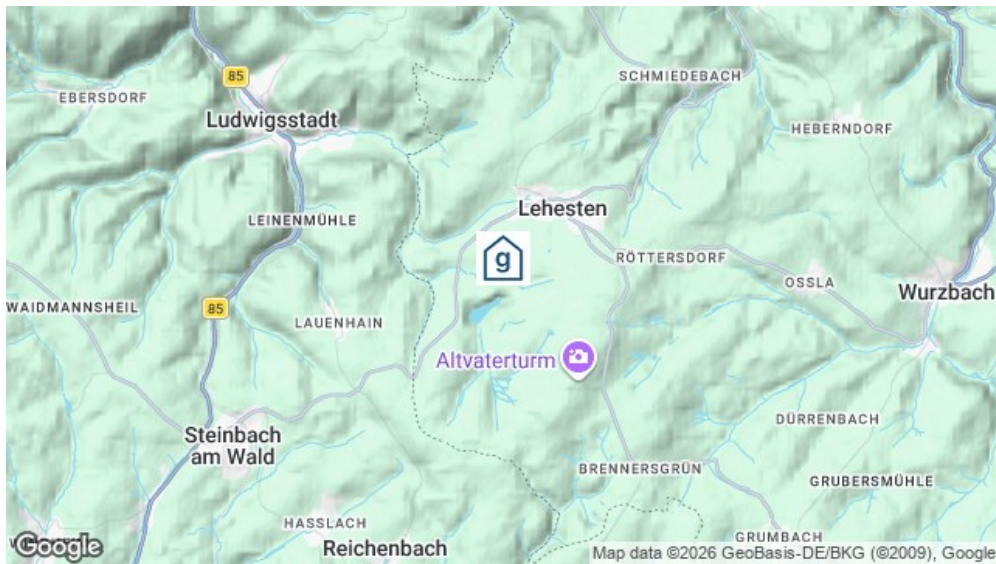 85
SCHMIEDEBACH
EBERSDORF
Ludwigsstadt
HEBERNDORF
Lehesten
LEINENMÜHLE
g
RÖTTERSDORF
OSSLA
Wurzbach
WAIDMANNSHEIL
85
LAUENHAIN
Altvaterturm
DÜRRENBACH
Steinbach
am Wald
BRENNERSGRÜN
GRUBERSMÜHLE
HASSLACH
Reichenbach
GRUMBACH
Google
Map data ©2026 GeoBasis-DE/BKG (©2009), Google